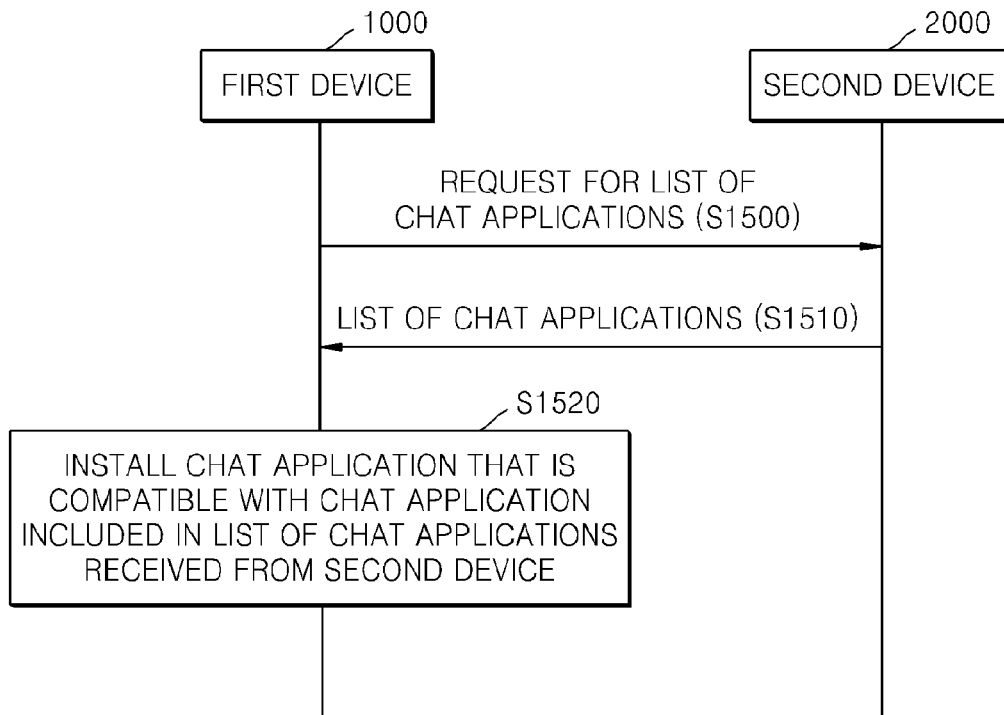 1000
2000
FIRST DEVICE
SECOND DEVICE
REQUEST FOR LIST OF
CHAT APPLICATIONS (S1500)
LIST OF CHAT APPLICATIONS (S1510)
S1520
INSTALL CHAT APPLICATION THAT IS
COMPATIBLE WITH CHAT APPLICATION
INCLUDED IN LIST OF CHAT APPLICATIONS
RECEIVED FROM SECOND DEVICE